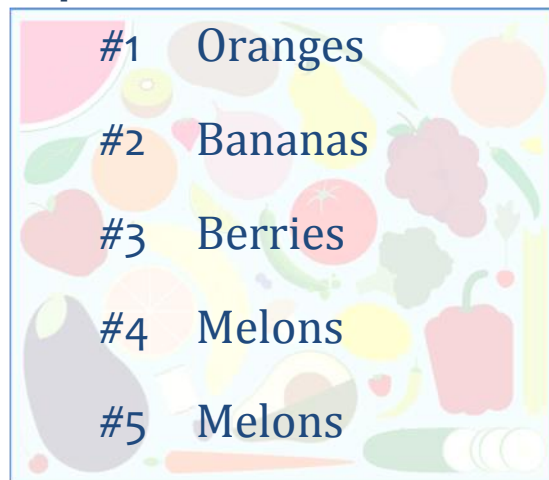 #1 Oranges
#2 Bananas
#3 Berries
#4 Melons
#5 Melons